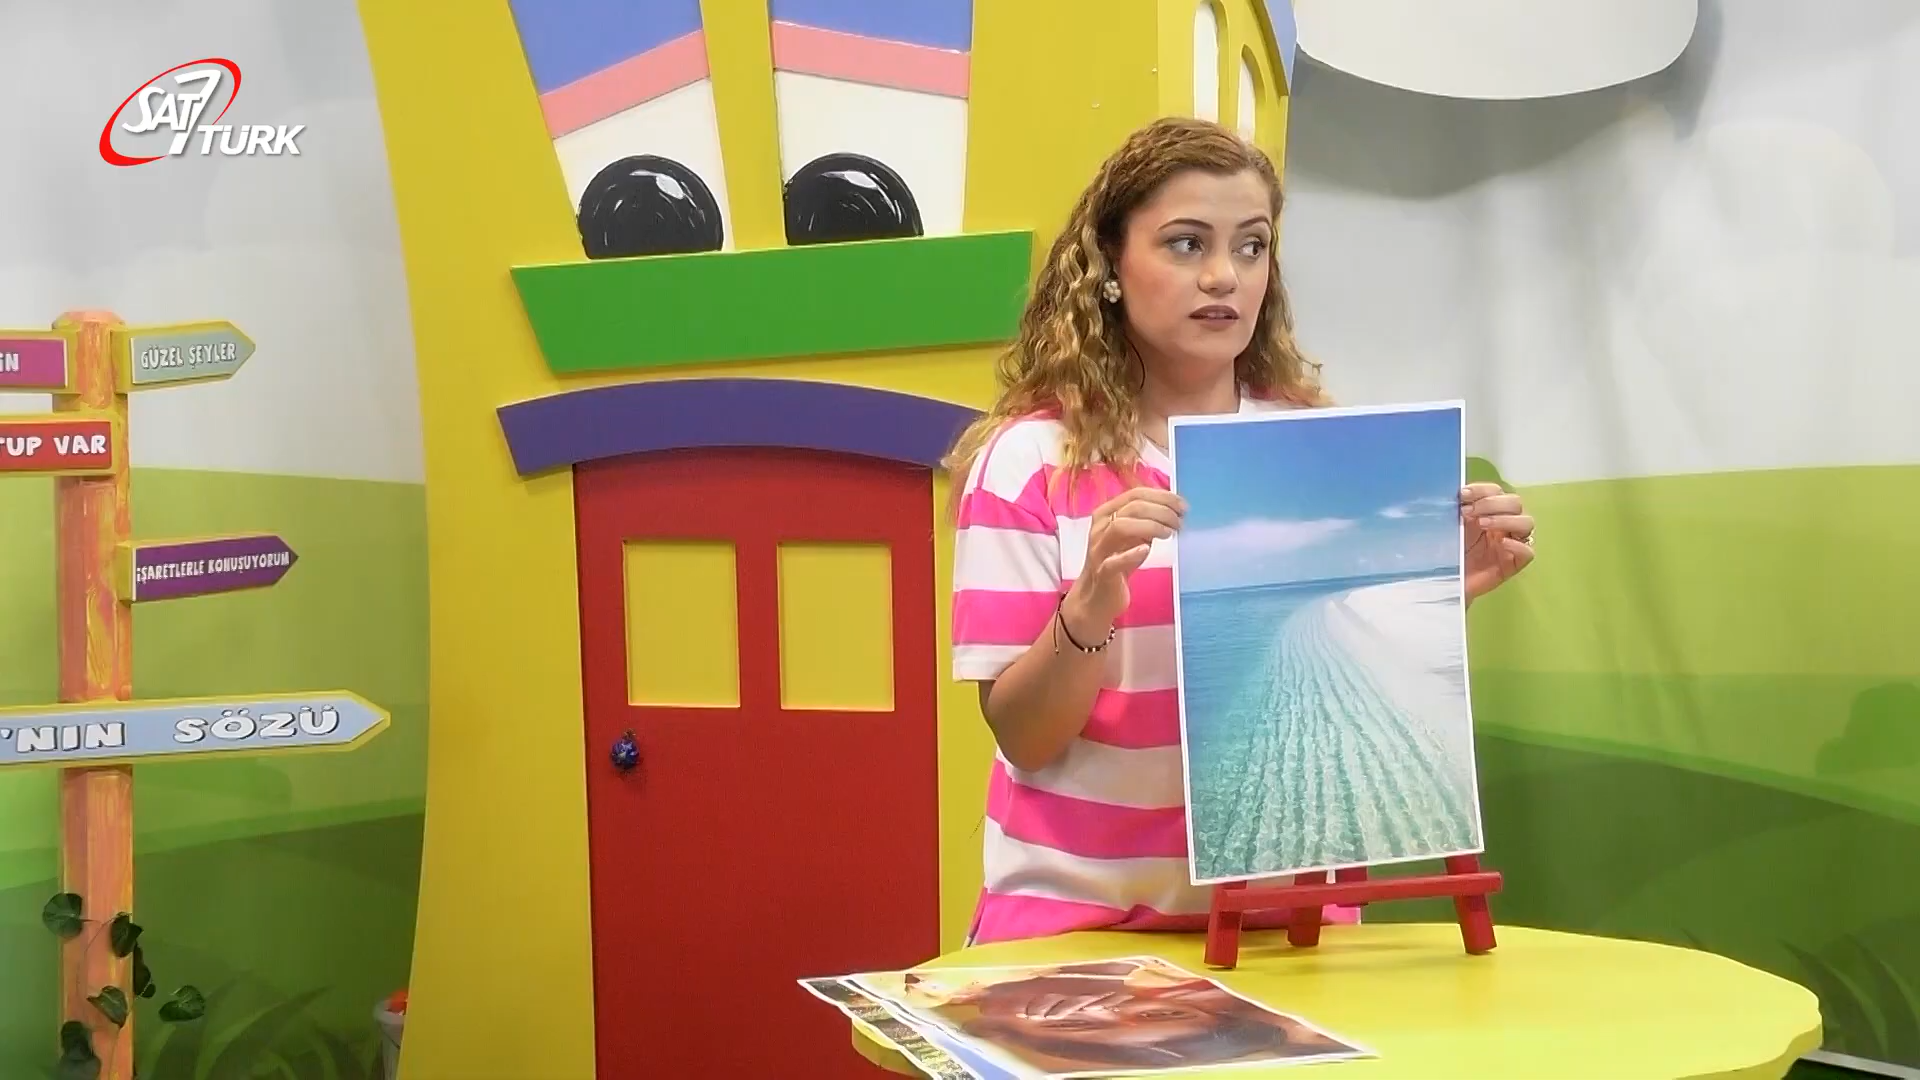 SAT7
TÜRK
İN
GÜZEL ŞEYLER
TUP VAR
İŞARETLERLE KONUŞUYORUM
'NIN SÖZÜ